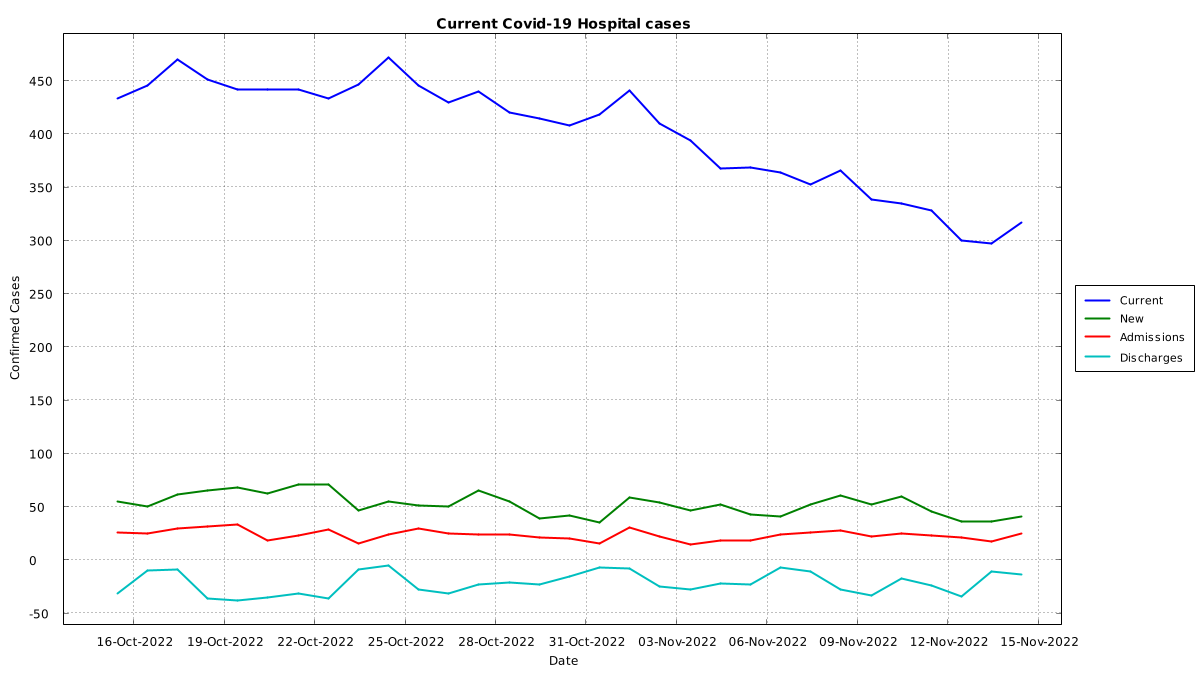 Current Covid-19 Hospital cases
Confirmed Cases
450
400
350
300
250
200
150
100
50
0
-50
16-Oct-2022 19-Oct-2022 22-Oct-2022 25-Oct-2022 28-Oct-2022 31-Oct-2022 03-Nov-2022 06-Nov-2022 09-Nov-2022 12-Nov-2022 15-Nov-2022
Date
Current
New
Admissions
Discharges